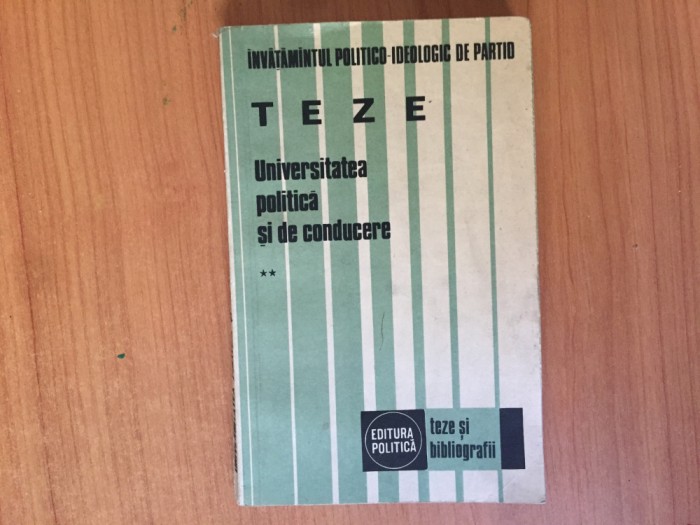 ÎNVĂȚĂMÎNTUL POLITICO-IDEOLOGIC DE PARTID
TEZE
Universitatea
politică
și de conducere
**
EDITURA
POLITICĂ
teze și
bibliografii